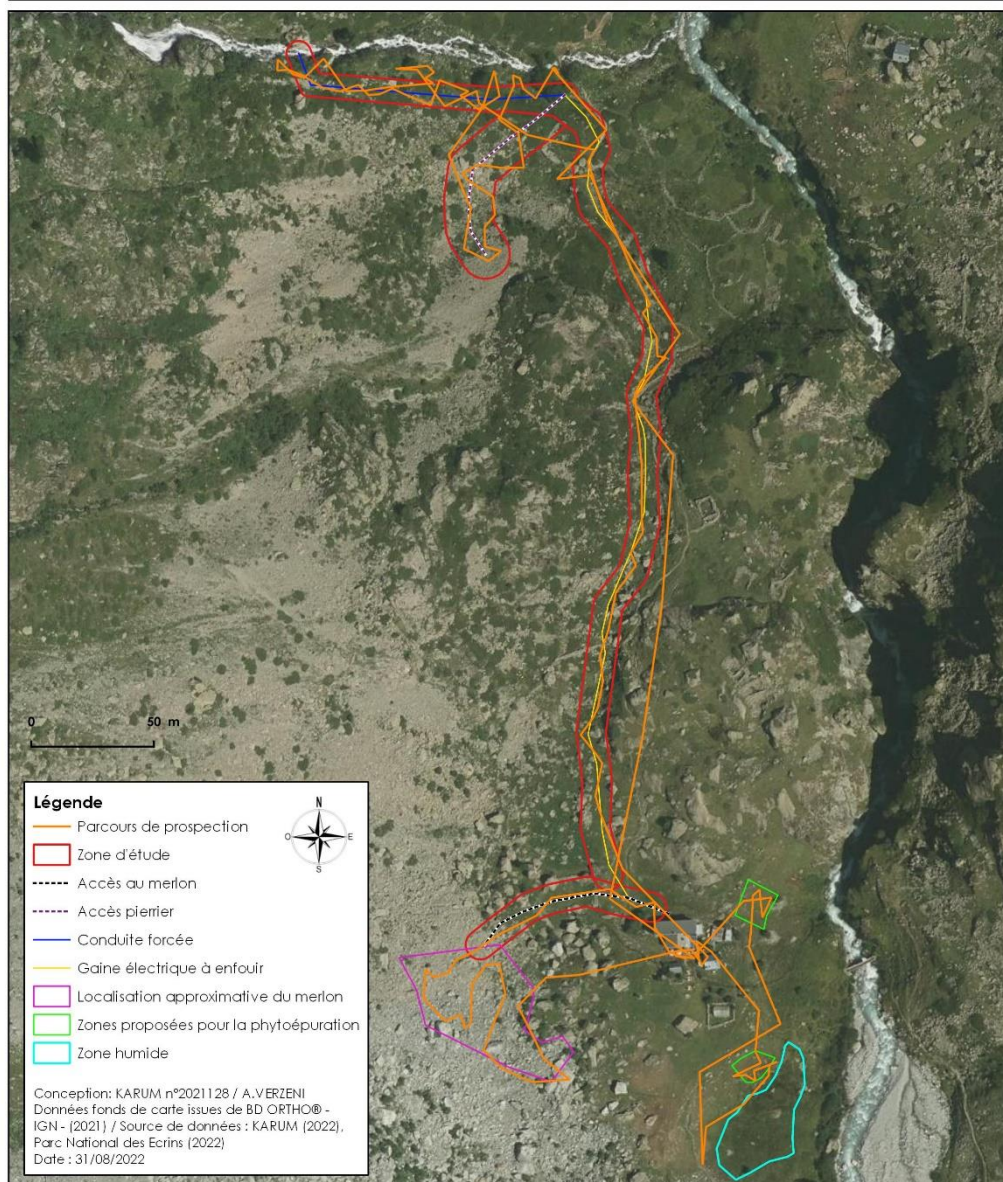 0 50 m
Légende
N
O E
S
Parcours de prospection
Zone d'étude
Accès au merlon
Accès pierrier
Conduite forcée
Gaine électrique à enfouir
Localisation approximative du merlon
Zones proposées pour la phytoépuration
Zone humide
Conception: KARUM n°2021128 / A.VERZENI
Données fonds de carte issues de BD ORTHO® -
IGN - (2021) / Source de données : KARUM (2022),
Parc National des Ecrins (2022)
Date : 31/08/2022